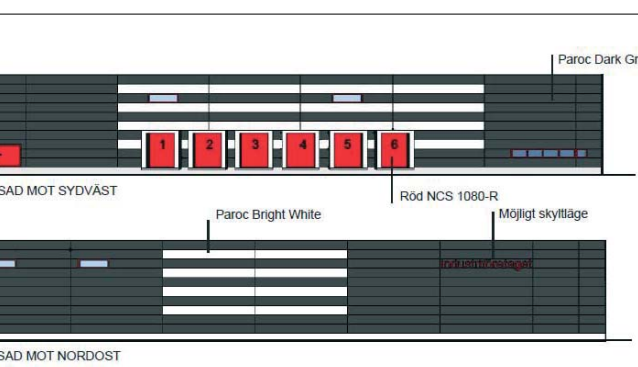 Paroc Dark Gr
1 2 3 4 5 6
SAD MOT SYDVÄST
Röd NCS 1080-R
Paroc Bright White
Möjligt skyltläge
Industriföretaget
SAD MOT NORDOST